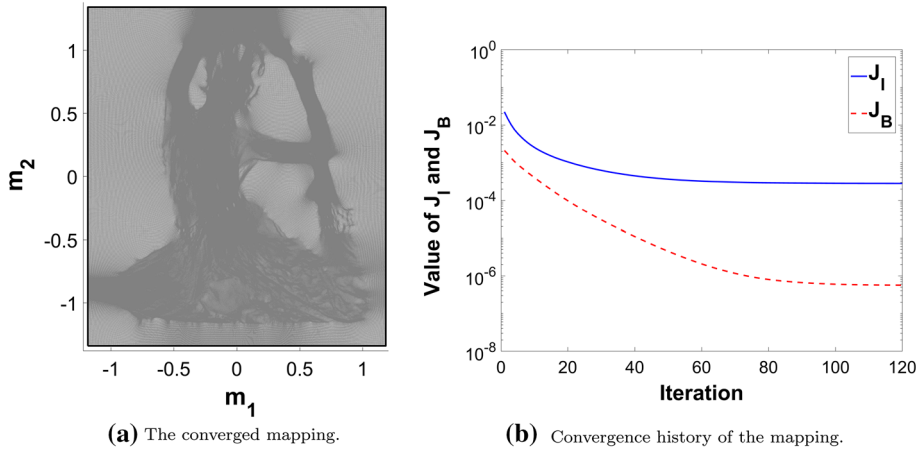 1
0.5
0
-0.5
-1
m2
-1 -0.5 0 0.5 1
m1
(a) The converged mapping.
10^0
10^-2
10^-4
10^-6
10^-8
Value of J_I and J_B
J_I
J_B
0 20 40 60 80 100 120
Iteration
(b) Convergence history of the mapping.